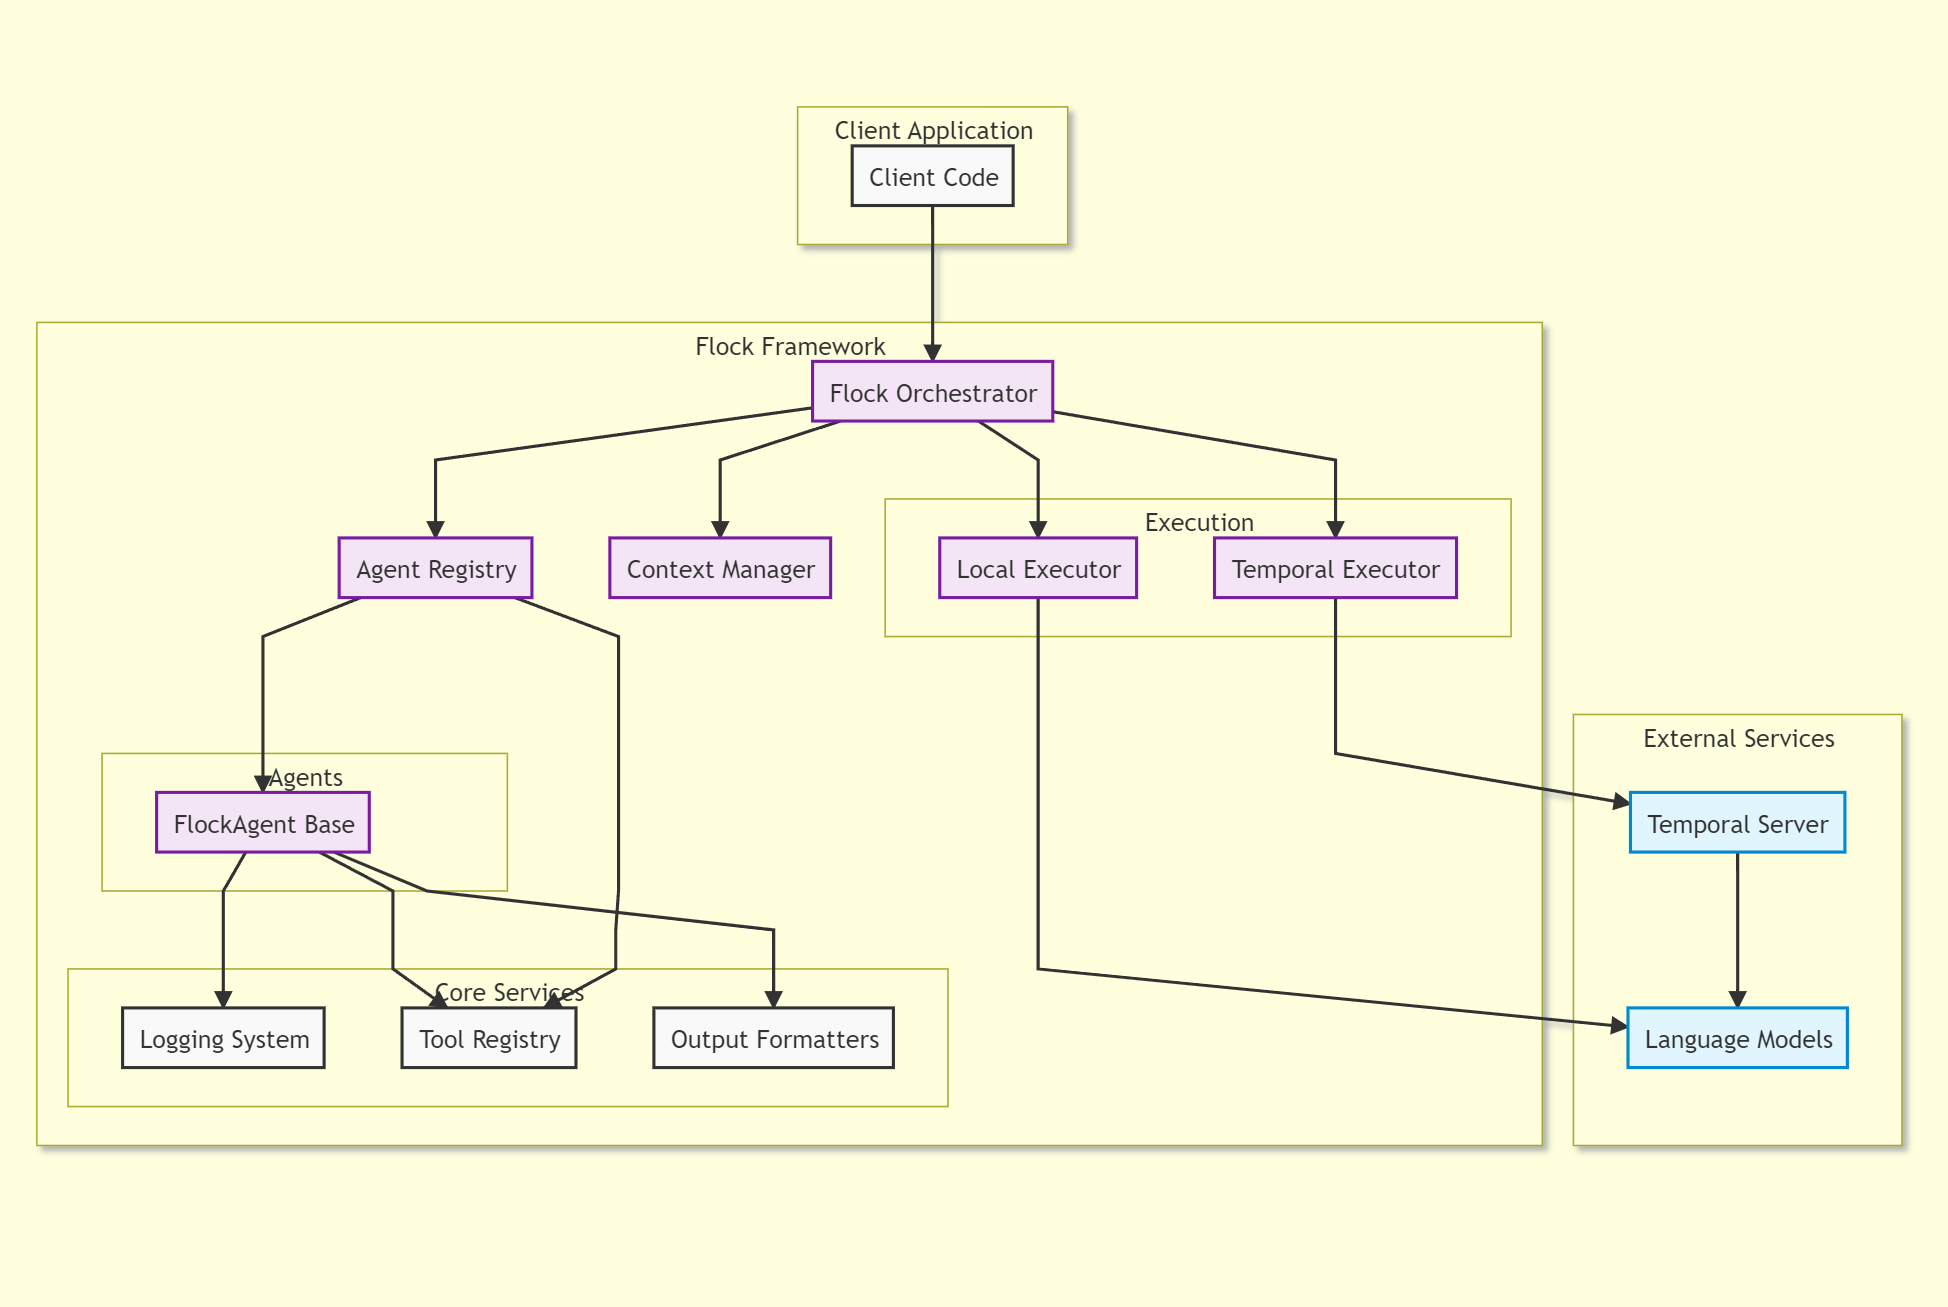 Client Application
Client Code
Flock Framework
Flock Orchestrator
Execution
Agent Registry
Context Manager
Local Executor
Temporal Executor
External Services
Agents
FlockAgent Base
Temporal Server
Core Services
Logging System
Tool Registry
Output Formatters
Language Models